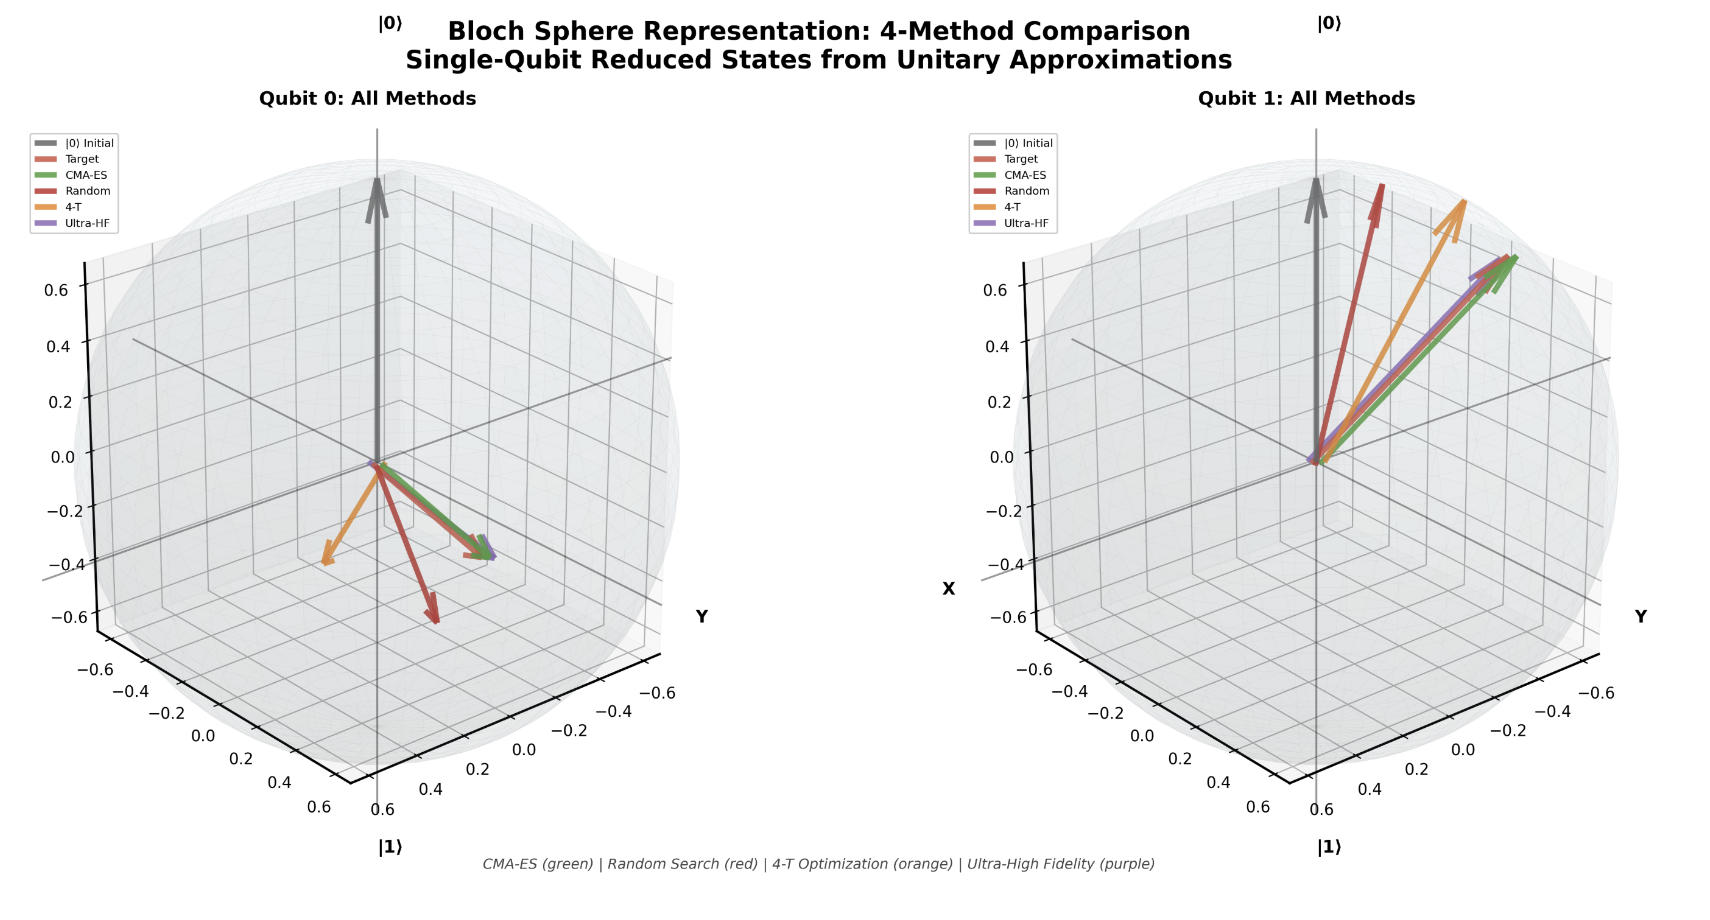 |0⟩
|0⟩
Bloch Sphere Representation: 4-Method Comparison
Single-Qubit Reduced States from Unitary Approximations
Qubit 0: All Methods
|0⟩ Initial
Target
CMA-ES
Random
4-T
Ultra-HF
0.6
0.4
0.2
0.0
−0.2
−0.4
−0.6
−0.6
−0.4
−0.2
0.0
0.2
0.4
0.6
0.6
0.4
0.2
0.0
−0.2
−0.4
−0.6
Y
|1⟩
Qubit 1: All Methods
|0⟩ Initial
Target
CMA-ES
Random
4-T
Ultra-HF
0.6
0.4
0.2
0.0
−0.2
−0.4
−0.6
X
−0.6
−0.4
−0.2
0.0
0.2
0.4
0.6
0.6
0.4
0.2
0.0
−0.2
−0.4
−0.6
Y
|1⟩
CMA-ES (green) | Random Search (red) | 4-T Optimization (orange) | Ultra-High Fidelity (purple)